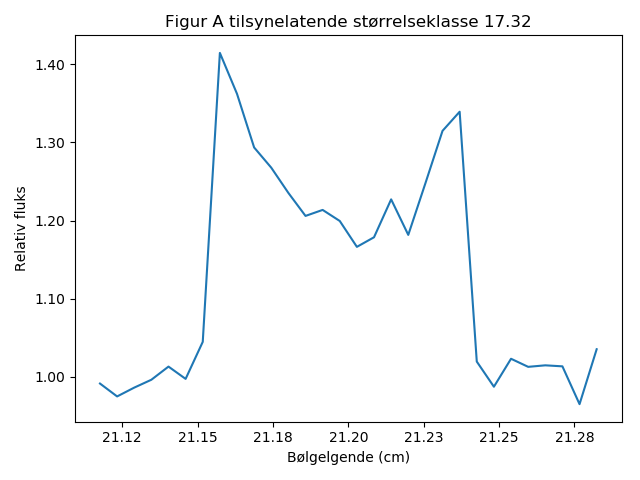 Figur A tilsynelatende størrelseklasse 17.32
1.40
1.30
1.20
1.10
1.00
Relativ fluks
21.12 21.15 21.18 21.20 21.23 21.25 21.28
Bølgelgende (cm)